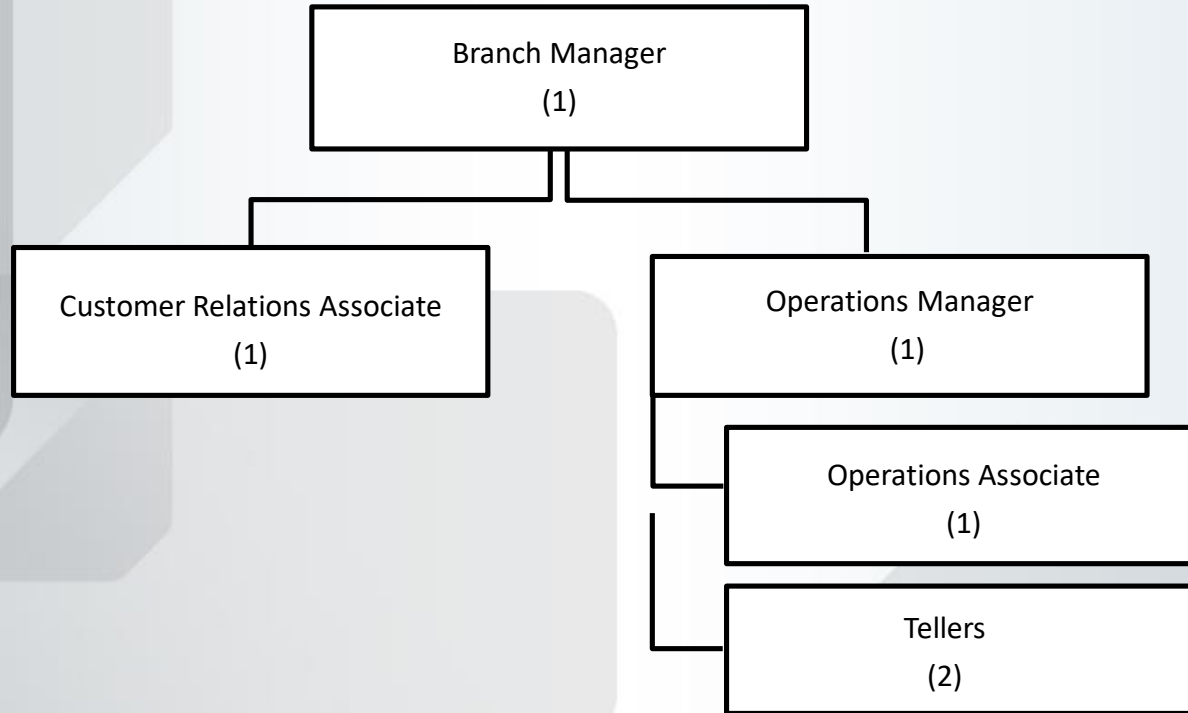 Branch Manager
(1)
Customer Relations Associate
(1)
Operations Manager
(1)
Operations Associate
(1)
Tellers
(2)